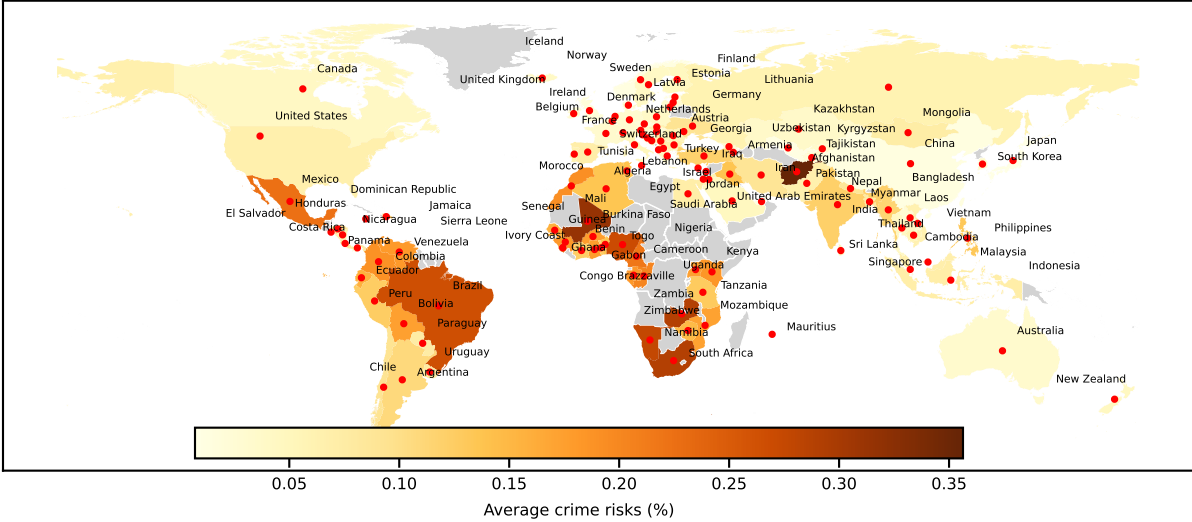 Iceland
Norway
Finland
Canada
Sweden
Estonia
United Kingdom
Latvia
Lithuania
Ireland
Denmark
Germany
Belgium
Netherlands
Kazakhstan
Mongolia
United States
France
Austria
Switzerland
Georgia
Uzbekistan
Kyrgyzstan
Japan
Tunisia
Turkey
Armenia
Tajikistan
China
Lebanon
Iraq
Afghanistan
South Korea
Morocco
Algeria
Israel
Iran
Pakistan
Bangladesh
Mexico
Jordan
Nepal
Dominican Republic
Egypt
Myanmar
Laos
Honduras
Mali
United Arab Emirates
Jamaica
Senegal
Saudi Arabia
India
El Salvador
Nicaragua
Sierra Leone
Guinea
Burkina Faso
Vietnam
Costa Rica
Benin
Nigeria
Thailand
Philippines
Panama
Venezuela
Ivory Coast
Togo
Cambodia
Ghana
Cameroon
Kenya
Sri Lanka
Malaysia
Colombia
Gabon
Singapore
Indonesia
Ecuador
Congo Brazzaville
Uganda
Brazil
Tanzania
Peru
Zambia
Bolivia
Zimbabwe
Mozambique
Paraguay
Namibia
Mauritius
Australia
Uruguay
South Africa
Chile
Argentina
New Zealand
0.05 0.10 0.15 0.20 0.25 0.30 0.35
Average crime risks (%)